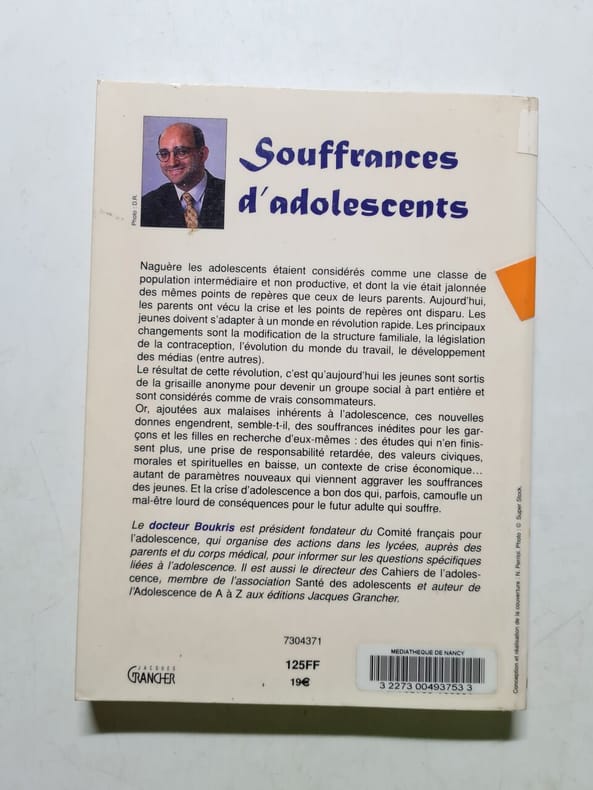 Souffrances
d'adolescents
Photo : D.R.
Naguère les adolescents étaient considérés comme une classe de
population intermédiaire et non productive, et dont la vie était jalonnée
des mêmes points de repères que ceux de leurs parents. Aujourd'hui,
les parents ont vécu la crise et les points de repères ont disparu. Les
jeunes doivent s'adapter à un monde en révolution rapide. Les principaux
changements sont la modification de la structure familiale, la législation
de la contraception, l'évolution du monde du travail, le développement
des médias (entre autres).
Le résultat de cette révolution, c'est qu'aujourd'hui les jeunes sont sortis
de la grisaille anonyme pour devenir un groupe social à part entière et
sont considérés comme de vrais consommateurs.
Or, ajoutées aux malaises inhérents à l'adolescence, ces nouvelles
donnes engendrent, semble-t-il, des souffrances inédites pour les gar-
çons et les filles en recherche d'eux-mêmes : des études qui n'en finis-
sent plus, une prise de responsabilité retardée, des valeurs civiques,
morales et spirituelles en baisse, un contexte de crise économique...
autant de paramètres nouveaux qui viennent aggraver les souffrances
des jeunes. Et la crise d'adolescence a bon dos qui, parfois, camoufle un
mal-être lourd de conséquences pour le futur adulte qui souffre.
Le docteur Boukris est président fondateur du Comité français pour
l'adolescence, qui organise des actions dans les lycées, auprès des
parents et du corps médical, pour informer sur les questions spécifiques
liées à l'adolescence. Il est aussi le directeur des Cahiers de l'adoles-
cence, membre de l'association Santé des adolescents et auteur de
l'Adolescence de A à Z aux éditions Jacques Grancher.
7304371
125FF
19€
JACQUES
GRANCHER
MEDIATHEQUE DE NANCY
3 2273 00493753 3
Conception et réalisation de la couverture : N. Perrisi. Photo : © Super Stock.